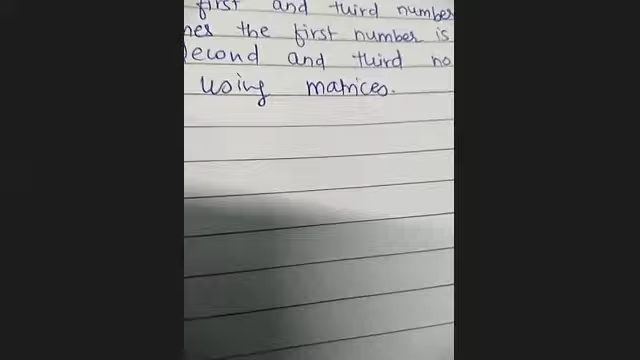 first and third number
the first number is
second and third no
using matrices.